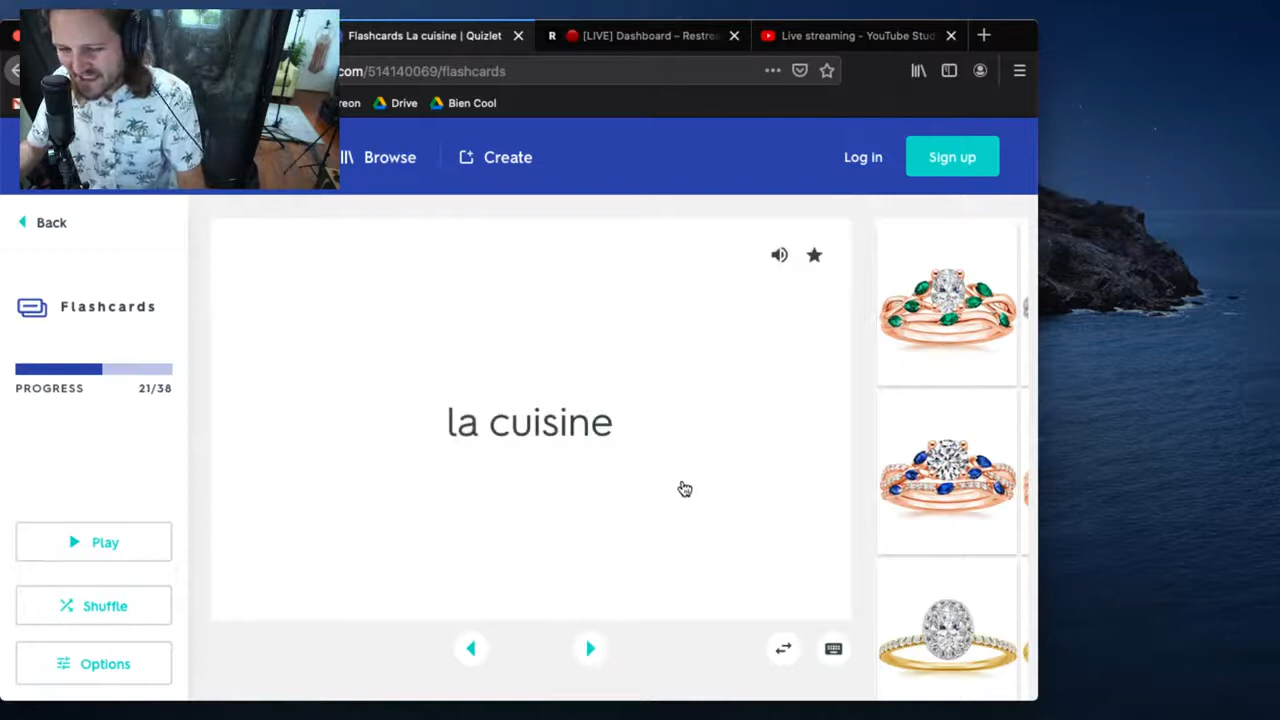 Flashcards La cuisine | Quizlet
R [LIVE] Dashboard – Restre
Live streaming - YouTube Stud
com/514140069/flashcards
reon
Drive
Bien Cool
Browse
Create
Log in
Sign up
Back
Flashcards
PROGRESS 21/38
la cuisine
Play
Shuffle
Options